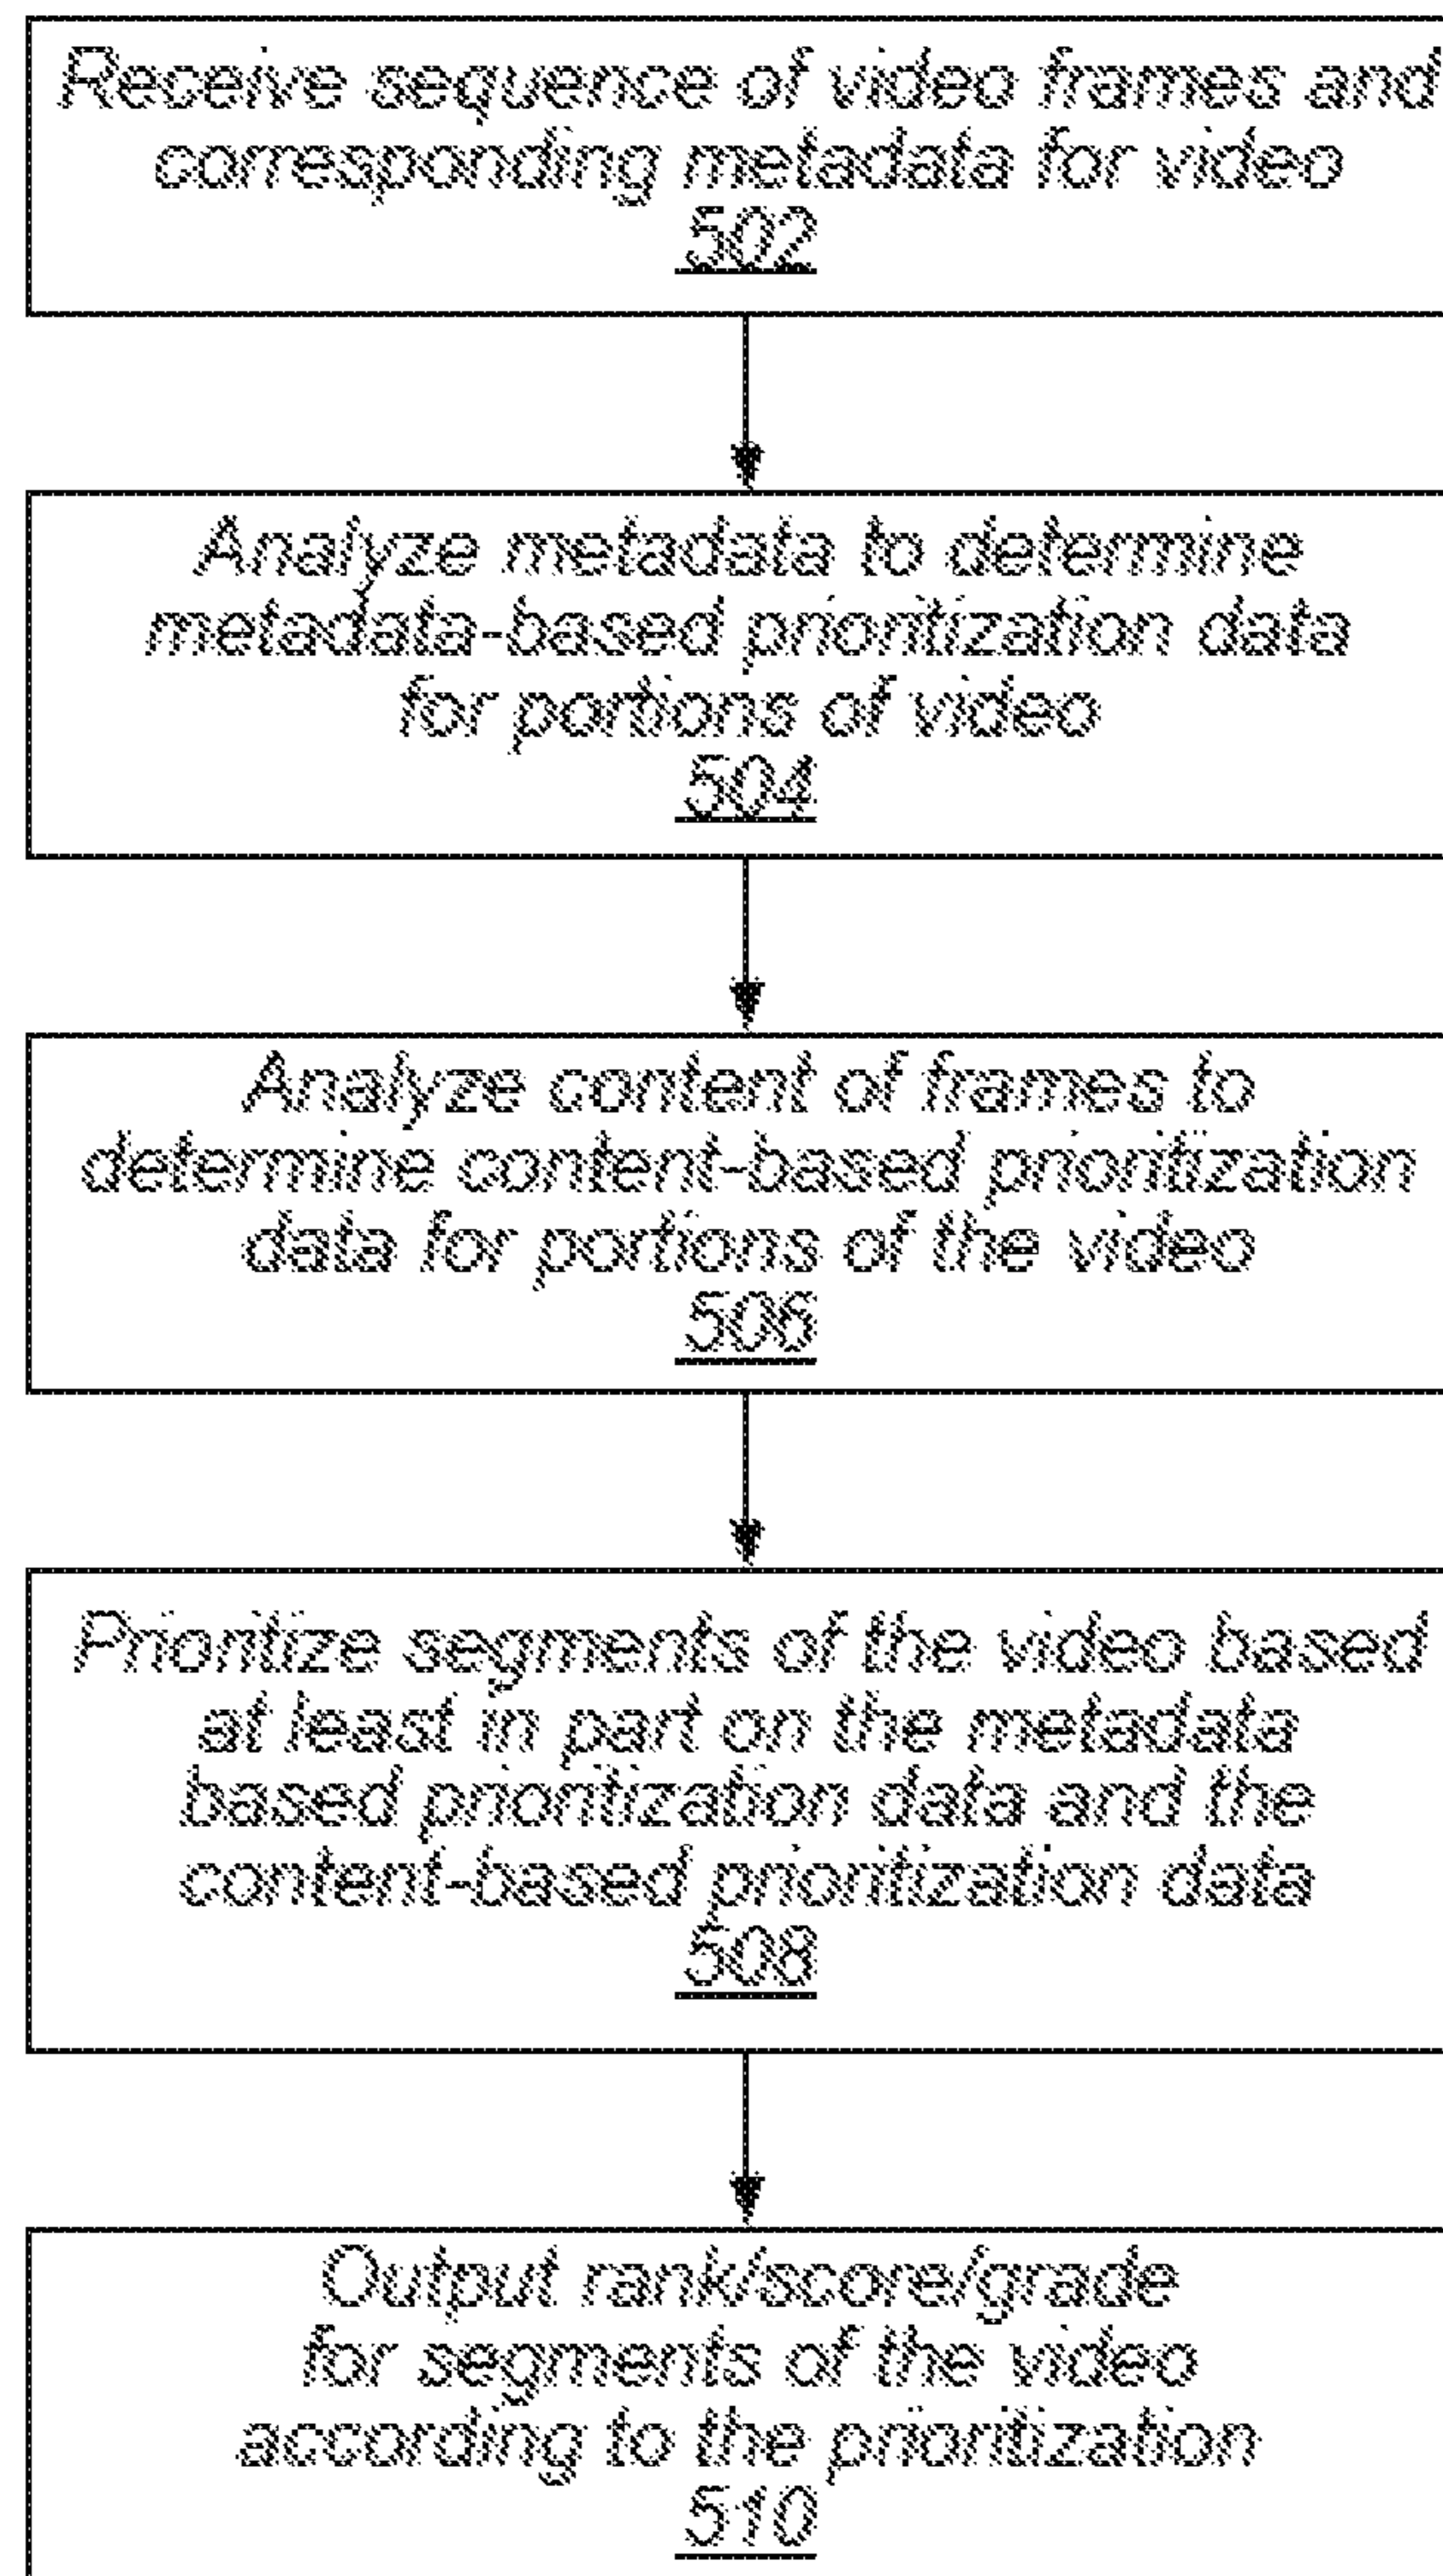 Receive sequence of video frames and
corresponding metadata for video
502
Analyze metadata to determine
metadata-based prioritization data
for portions of video
504
Analyze content of frames to
determine content-based prioritization
data for portions of the video
506
Prioritize segments of the video based
at least in part on the metadata
based prioritization data and the
content-based prioritization data
508
Output rank/score/grade
for segments of the video
according to the prioritization
510